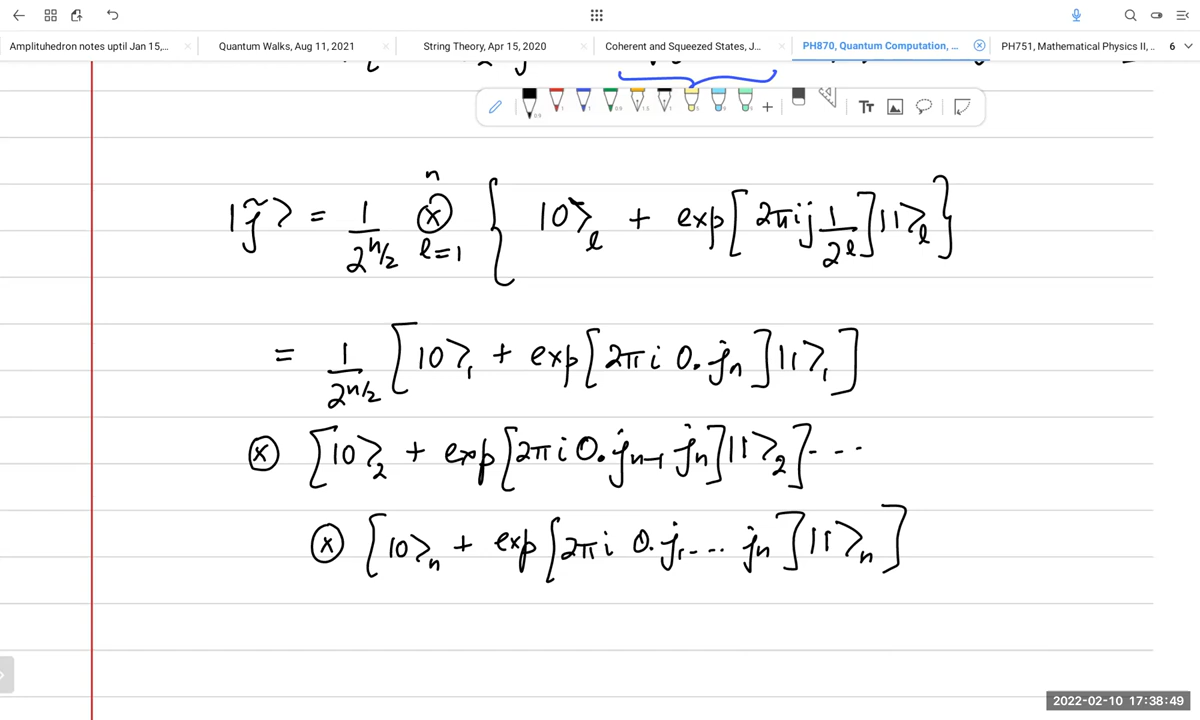 Amplituhedron notes uptil Jan 15,...
Quantum Walks, Aug 11, 2021
String Theory, Apr 15, 2020
Coherent and Squeezed States, J...
PH870, Quantum Computation, ...
PH751, Mathematical Physics II, ..
6
Tт
|j̃> = 1/2^{n/2} ⊗_{ℓ=1}^{n} { |0>_ℓ + exp[2πij 1/2^ℓ]|1>_ℓ }
= 1/2^{n/2} [|0>_1 + exp[2πi 0.j_n]|1>_1]
⊗ [|0>_2 + exp[2πi 0.j_{n-1} j_n]|1>_2] ---
⊗ [|0>_n + exp[2πi 0.j_1--- j_n]|1>_n]
2022-02-10 17:38:49